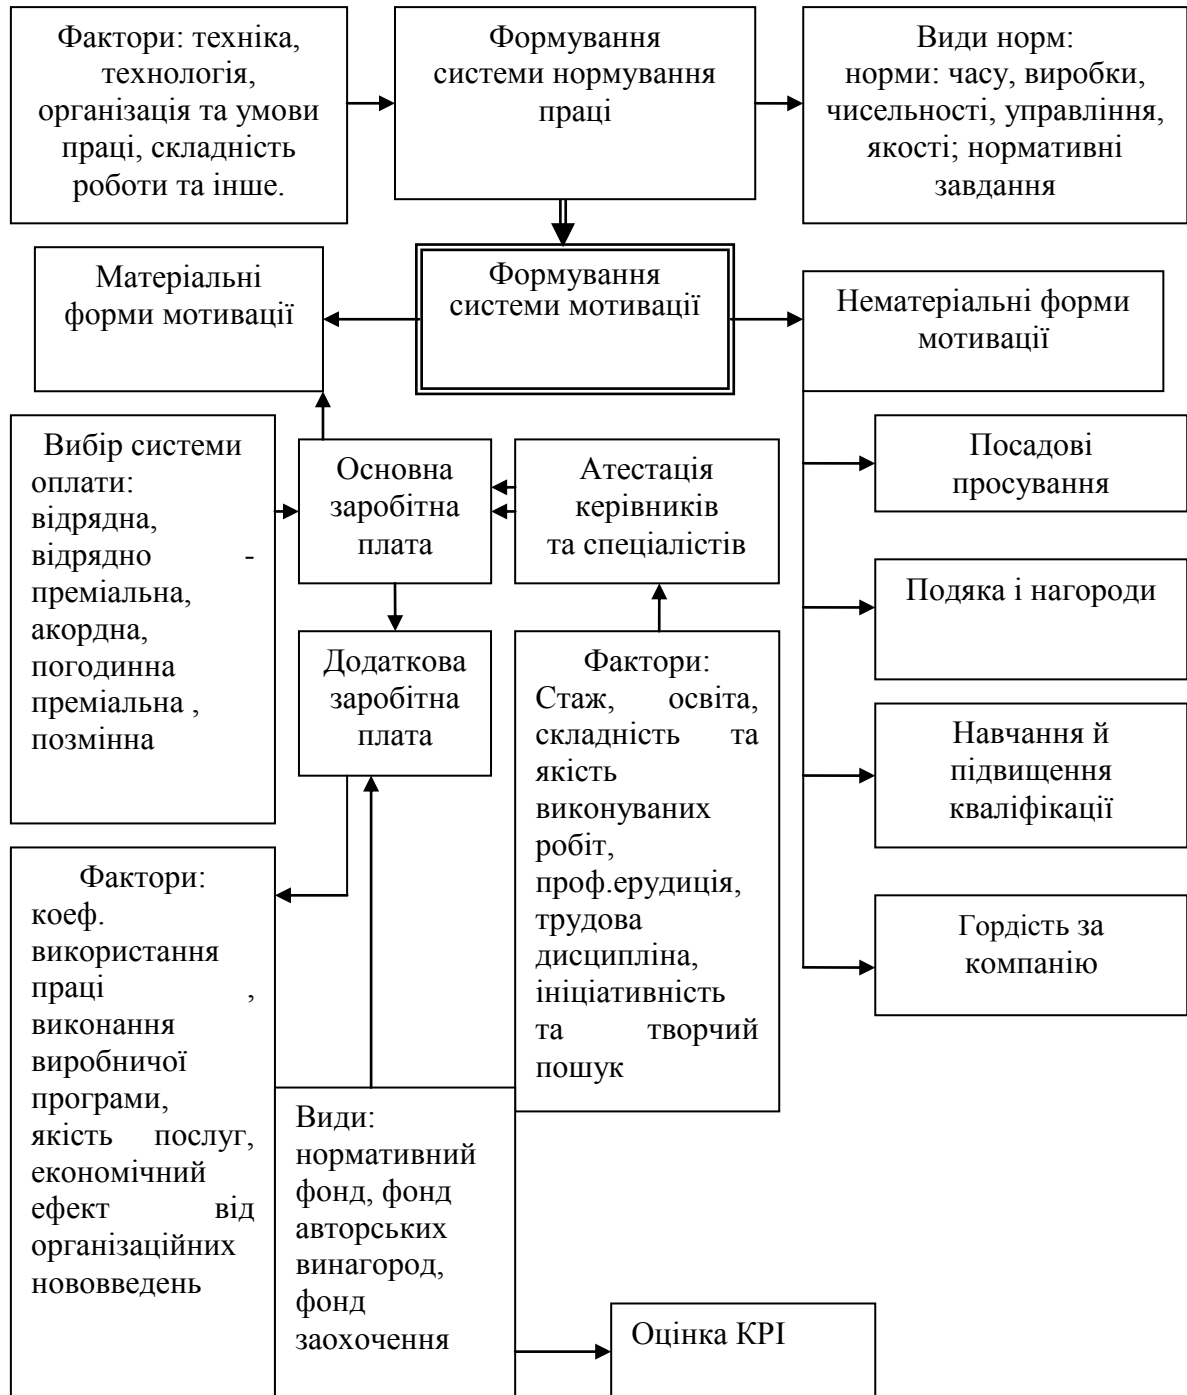 Фактори: техніка,
технологія,
організація та умови
праці, складність
роботи та інше.
Формування
системи нормування
праці
Види норм:
норми: часу, виробки,
чисельності, управління,
якості; нормативні
завдання
Матеріальні
форми мотивації
Формування
системи мотивації
Нематеріальні форми
мотивації
Вибір системи
оплати:
відрядна,
відрядно -
преміальна,
акордна,
погодинна
преміальна ,
позмінна
Основна
заробітна
плата
Атестація
керівників
та спеціалістів
Посадові
просування
Подяка і нагороди
Додаткова
заробітна
плата
Фактори:
Стаж, освіта,
складність та
якість
виконуваних
робіт,
проф.ерудиція,
трудова
дисципліна,
ініціативність
та творчий
пошук
Навчання й
підвищення
кваліфікації
Гордість за
компанію
Фактори:
коеф.
використання
праці ,
виконання
виробничої
програми,
якість послуг,
економічний
ефект від
організаційних
нововведень
Види:
нормативний
фонд, фонд
авторських
винагород,
фонд
заохочення
Оцінка КРІ